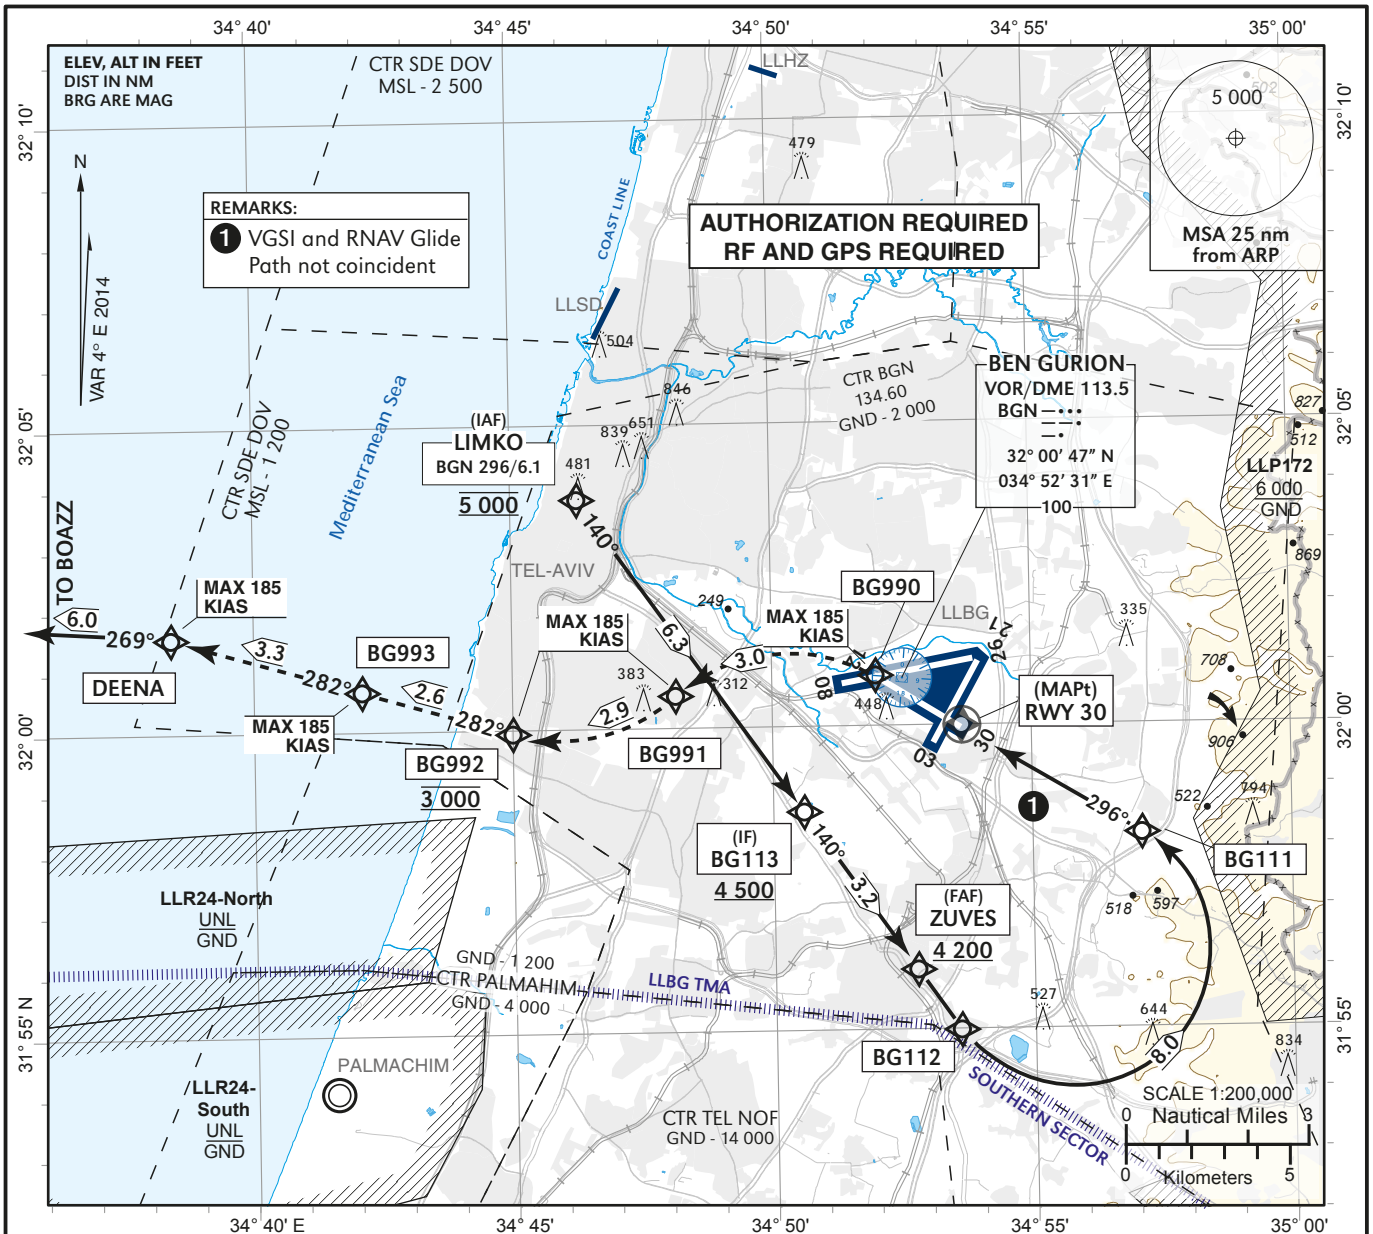 34° 40'
34° 45'
34° 50'
34° 55'
35° 00'
ELEV, ALT IN FEET
DIST IN NM
BRG ARE MAG
CTR SDE DOV
MSL - 2 500
LLHZ
5 000
502
MSA 25 nm
from ARP
32° 10'
32° 10'
N
VAR 4° E 2014
REMARKS:
1 VGSI and RNAV Glide
Path not coincident
COAST LINE
479
AUTHORIZATION REQUIRED
RF AND GPS REQUIRED
LLSD
504
846
651
839
481
CTR BGN
134.60
GND - 2 000
BEN GURION
VOR/DME 113.5
BGN
32° 00' 47" N
034° 52' 31" E
100
827
512
LLP172
6 000
GND
869
32° 05'
32° 05'
CTR SDE DOV
MSL - 1 200
Mediterranean Sea
(IAF)
LIMKO
BGN 296/6.1
5 000
140°
TEL-AVIV
6.3
TO BOAZZ
6.0
269°
MAX 185
KIAS
DEENA
3.3
282°
BG993
2.6
MAX 185
KIAS
282°
BG992
3 000
MAX 185
KIAS
383
2.9
BG991
312
249
3.0
MAX 185
KIAS
BG990
LLBG
21
26
12
08
448
03
30
(MAPt)
RWY 30
335
708
906
794
522
296°
1
BG111
32° 00'
32° 00'
(IF)
BG113
4 500
140°
3.2
(FAF)
ZUVES
4 200
518
597
LLR24-North
UNL
GND
GND - 1 200
CTR PALMAHIM
GND - 4 000
LLBG TMA
BG112
527
644
8.0
834
31° 55' N
31° 55'
PALMACHIM
LLR24-
South
UNL
GND
CTR TEL NOF
GND - 14 000
SOUTHERN SECTOR
SCALE 1:200,000
Nautical Miles
0
3
0
5
Kilometers
34° 40' E
34° 45'
34° 50'
34° 55'
35° 00'